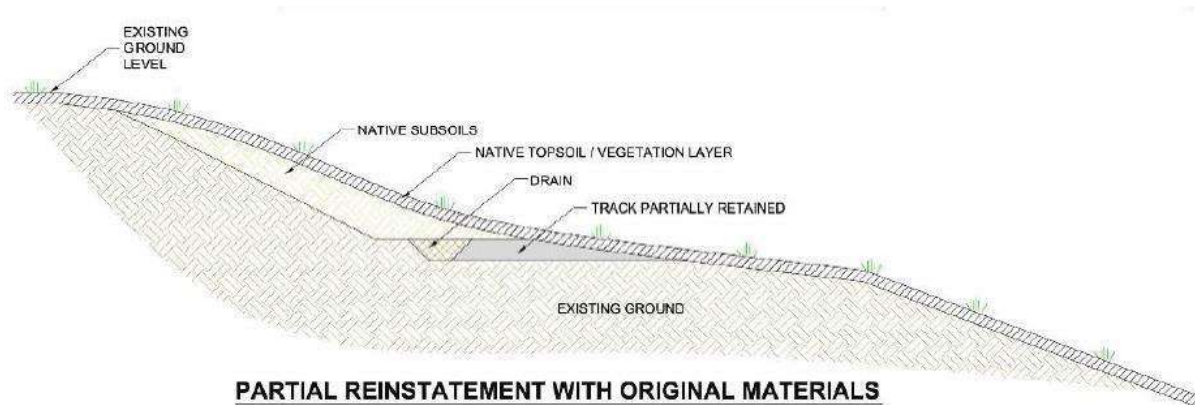 EXISTING
GROUND
LEVEL
NATIVE SUBSOILS
NATIVE TOPSOIL / VEGETATION LAYER
DRAIN
TRACK PARTIALLY RETAINED
EXISTING GROUND
PARTIAL REINSTATEMENT WITH ORIGINAL MATERIALS